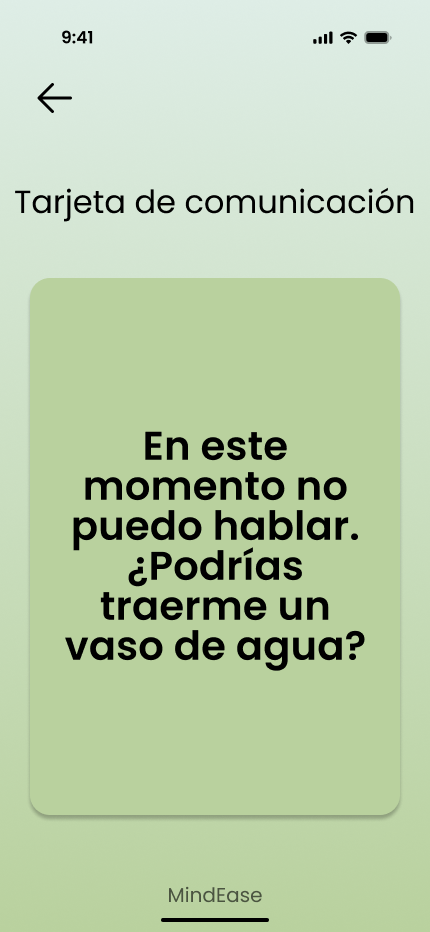 9:41
Tarjeta de comunicación
En este
momento no
puedo hablar.
¿Podrías
traerme un
vaso de agua?
MindEase